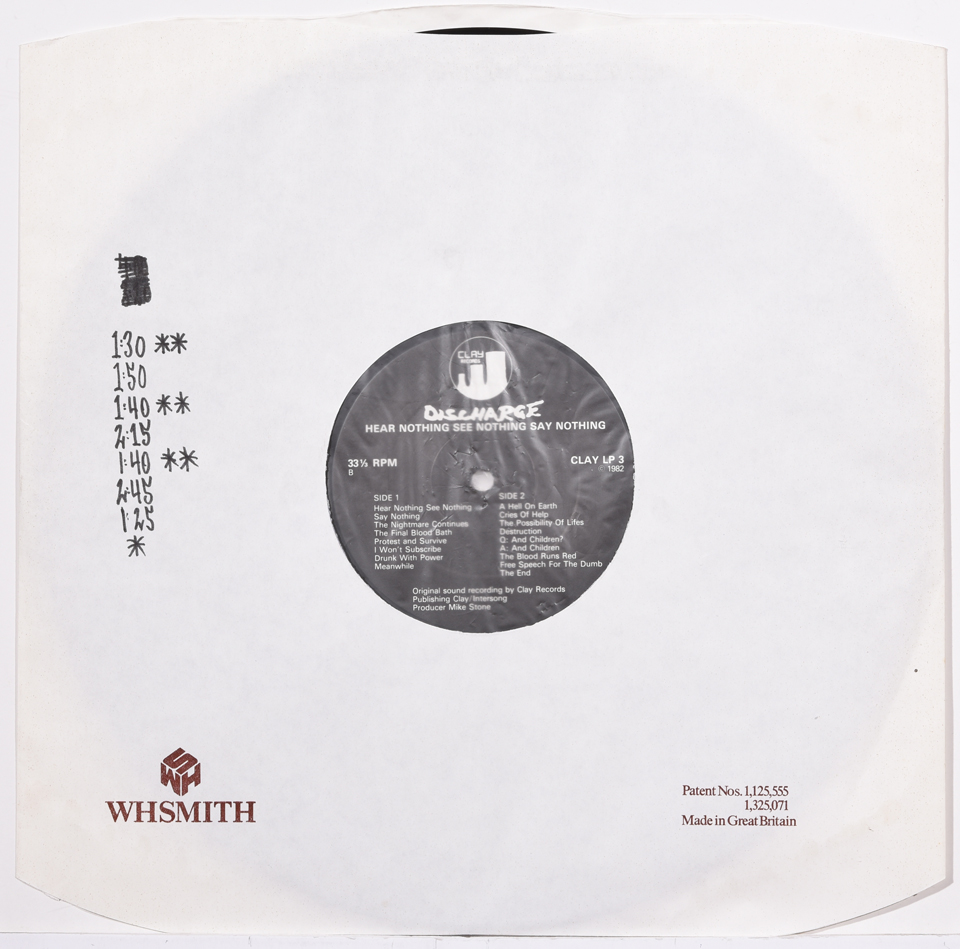 1:30 **
1:50
1:40 **
2:15
1:40 **
2:45
1:25
*
CLAY
RECORDS
DISCHARGE
HEAR NOTHING SEE NOTHING SAY NOTHING
33⅓ RPM
B
CLAY LP 3
℗ 1982
SIDE 1
Hear Nothing See Nothing
Say Nothing
The Nightmare Continues
The Final Blood Bath
Protest and Survive
I Won't Subscribe
Drunk With Power
Meanwhile
SIDE 2
A Hell On Earth
Cries Of Help
The Possibility Of Lifes
Destruction
Q: And Children?
A: And Children
The Blood Runs Red
Free Speech For The Dumb
The End
Original sound recording by Clay Records
Publishing Clay/Intersong
Producer Mike Stone
SWH
WHSMITH
Patent Nos. 1,125,555
1,325,071
Made in Great Britain